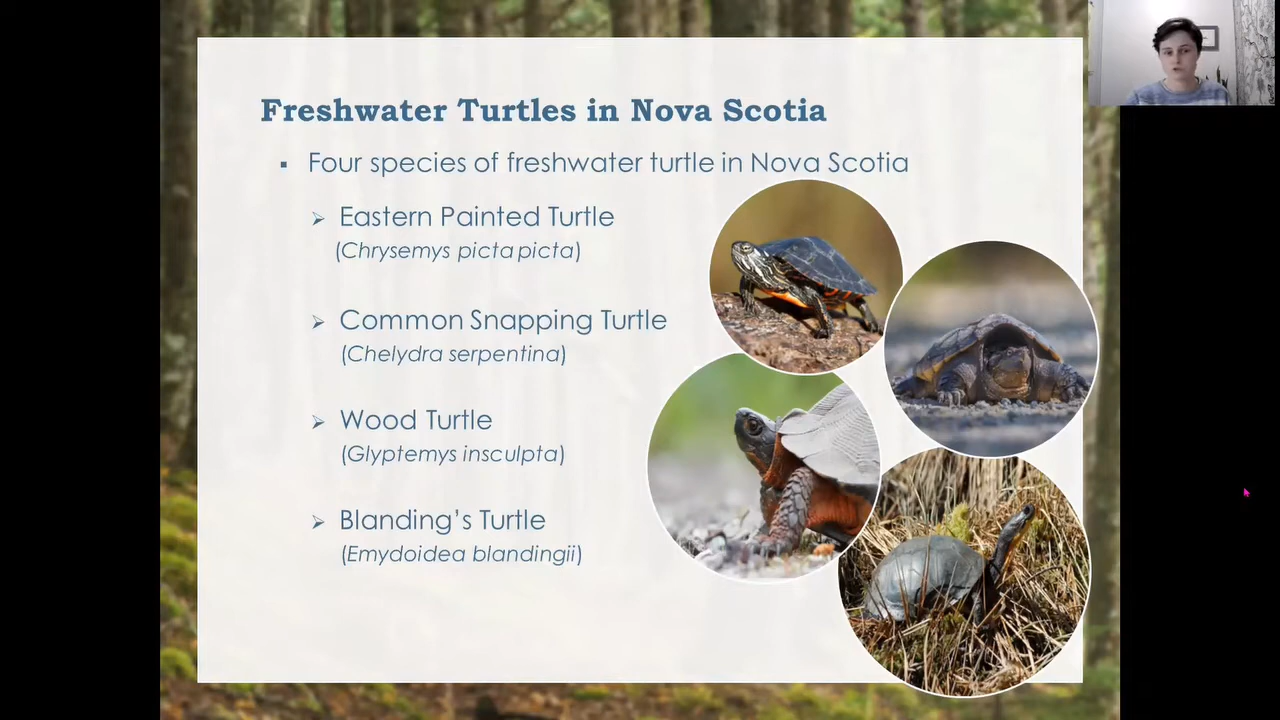 Freshwater Turtles in Nova Scotia
▪ Four species of freshwater turtle in Nova Scotia
➢ Eastern Painted Turtle
(Chrysemys picta picta)
➢ Common Snapping Turtle
(Chelydra serpentina)
➢ Wood Turtle
(Glyptemys insculpta)
➢ Blanding’s Turtle
(Emydoidea blandingii)